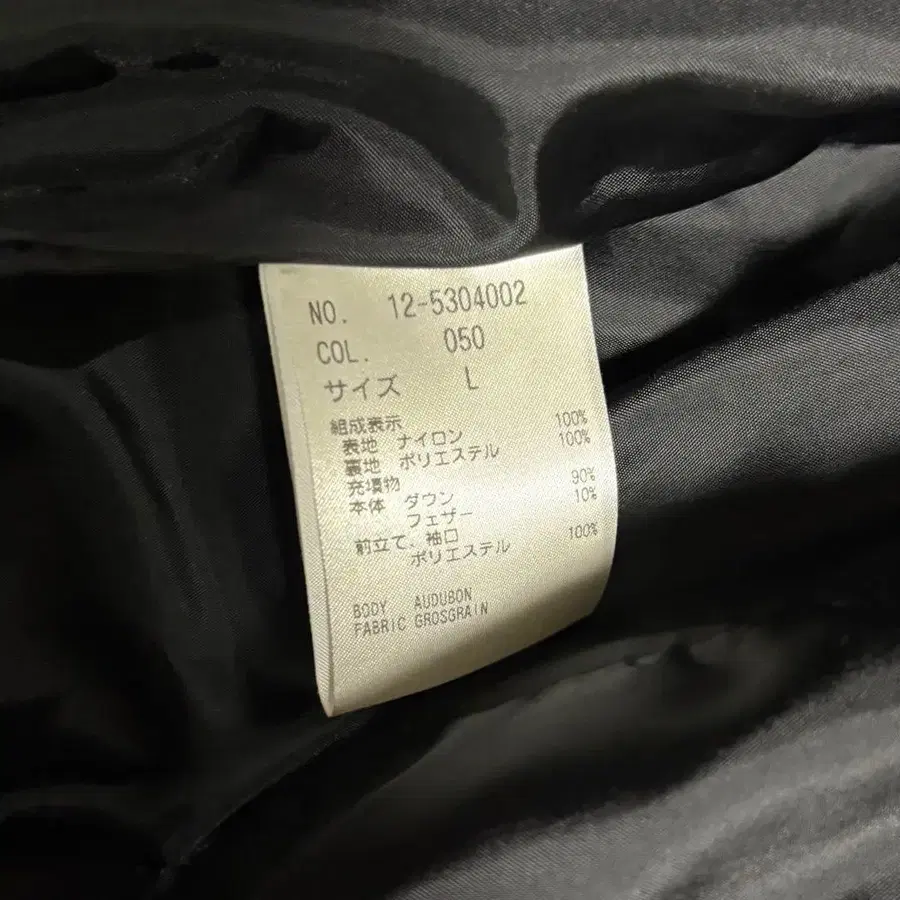 NO. 12-5304002
COL. 050
サイズ L
組成表示
表地 ナイロン 100%
裏地 ポリエステル 100%
充填物
本体 ダウン 90%
フェザー 10%
前立て、袖口
ポリエステル 100%
BODY AUDUBON
FABRIC GROSGRAIN